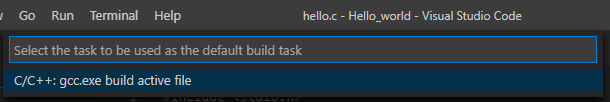 Go Run Terminal Help hello.c - Hello_world - Visual Studio Code
Select the task to be used as the default build task
C/C++: gcc.exe build active file